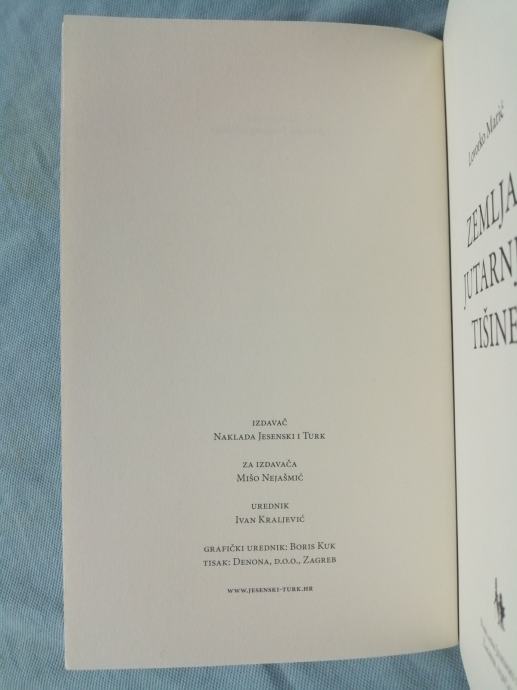 IZDAVAČ
NAKLADA JESENSKI I TURK
ZA IZDAVAČA
MIŠO NEJAŠMIĆ
UREDNIK
IVAN KRALJEVIĆ
GRAFIČKI UREDNIK: BORIS KUK
TISAK: DENONA, D.O.O., ZAGREB
WWW.JESENSKI-TURK.HR
Lovorko Marić
ZEMLJA
JUTARNJ
TIŠINE